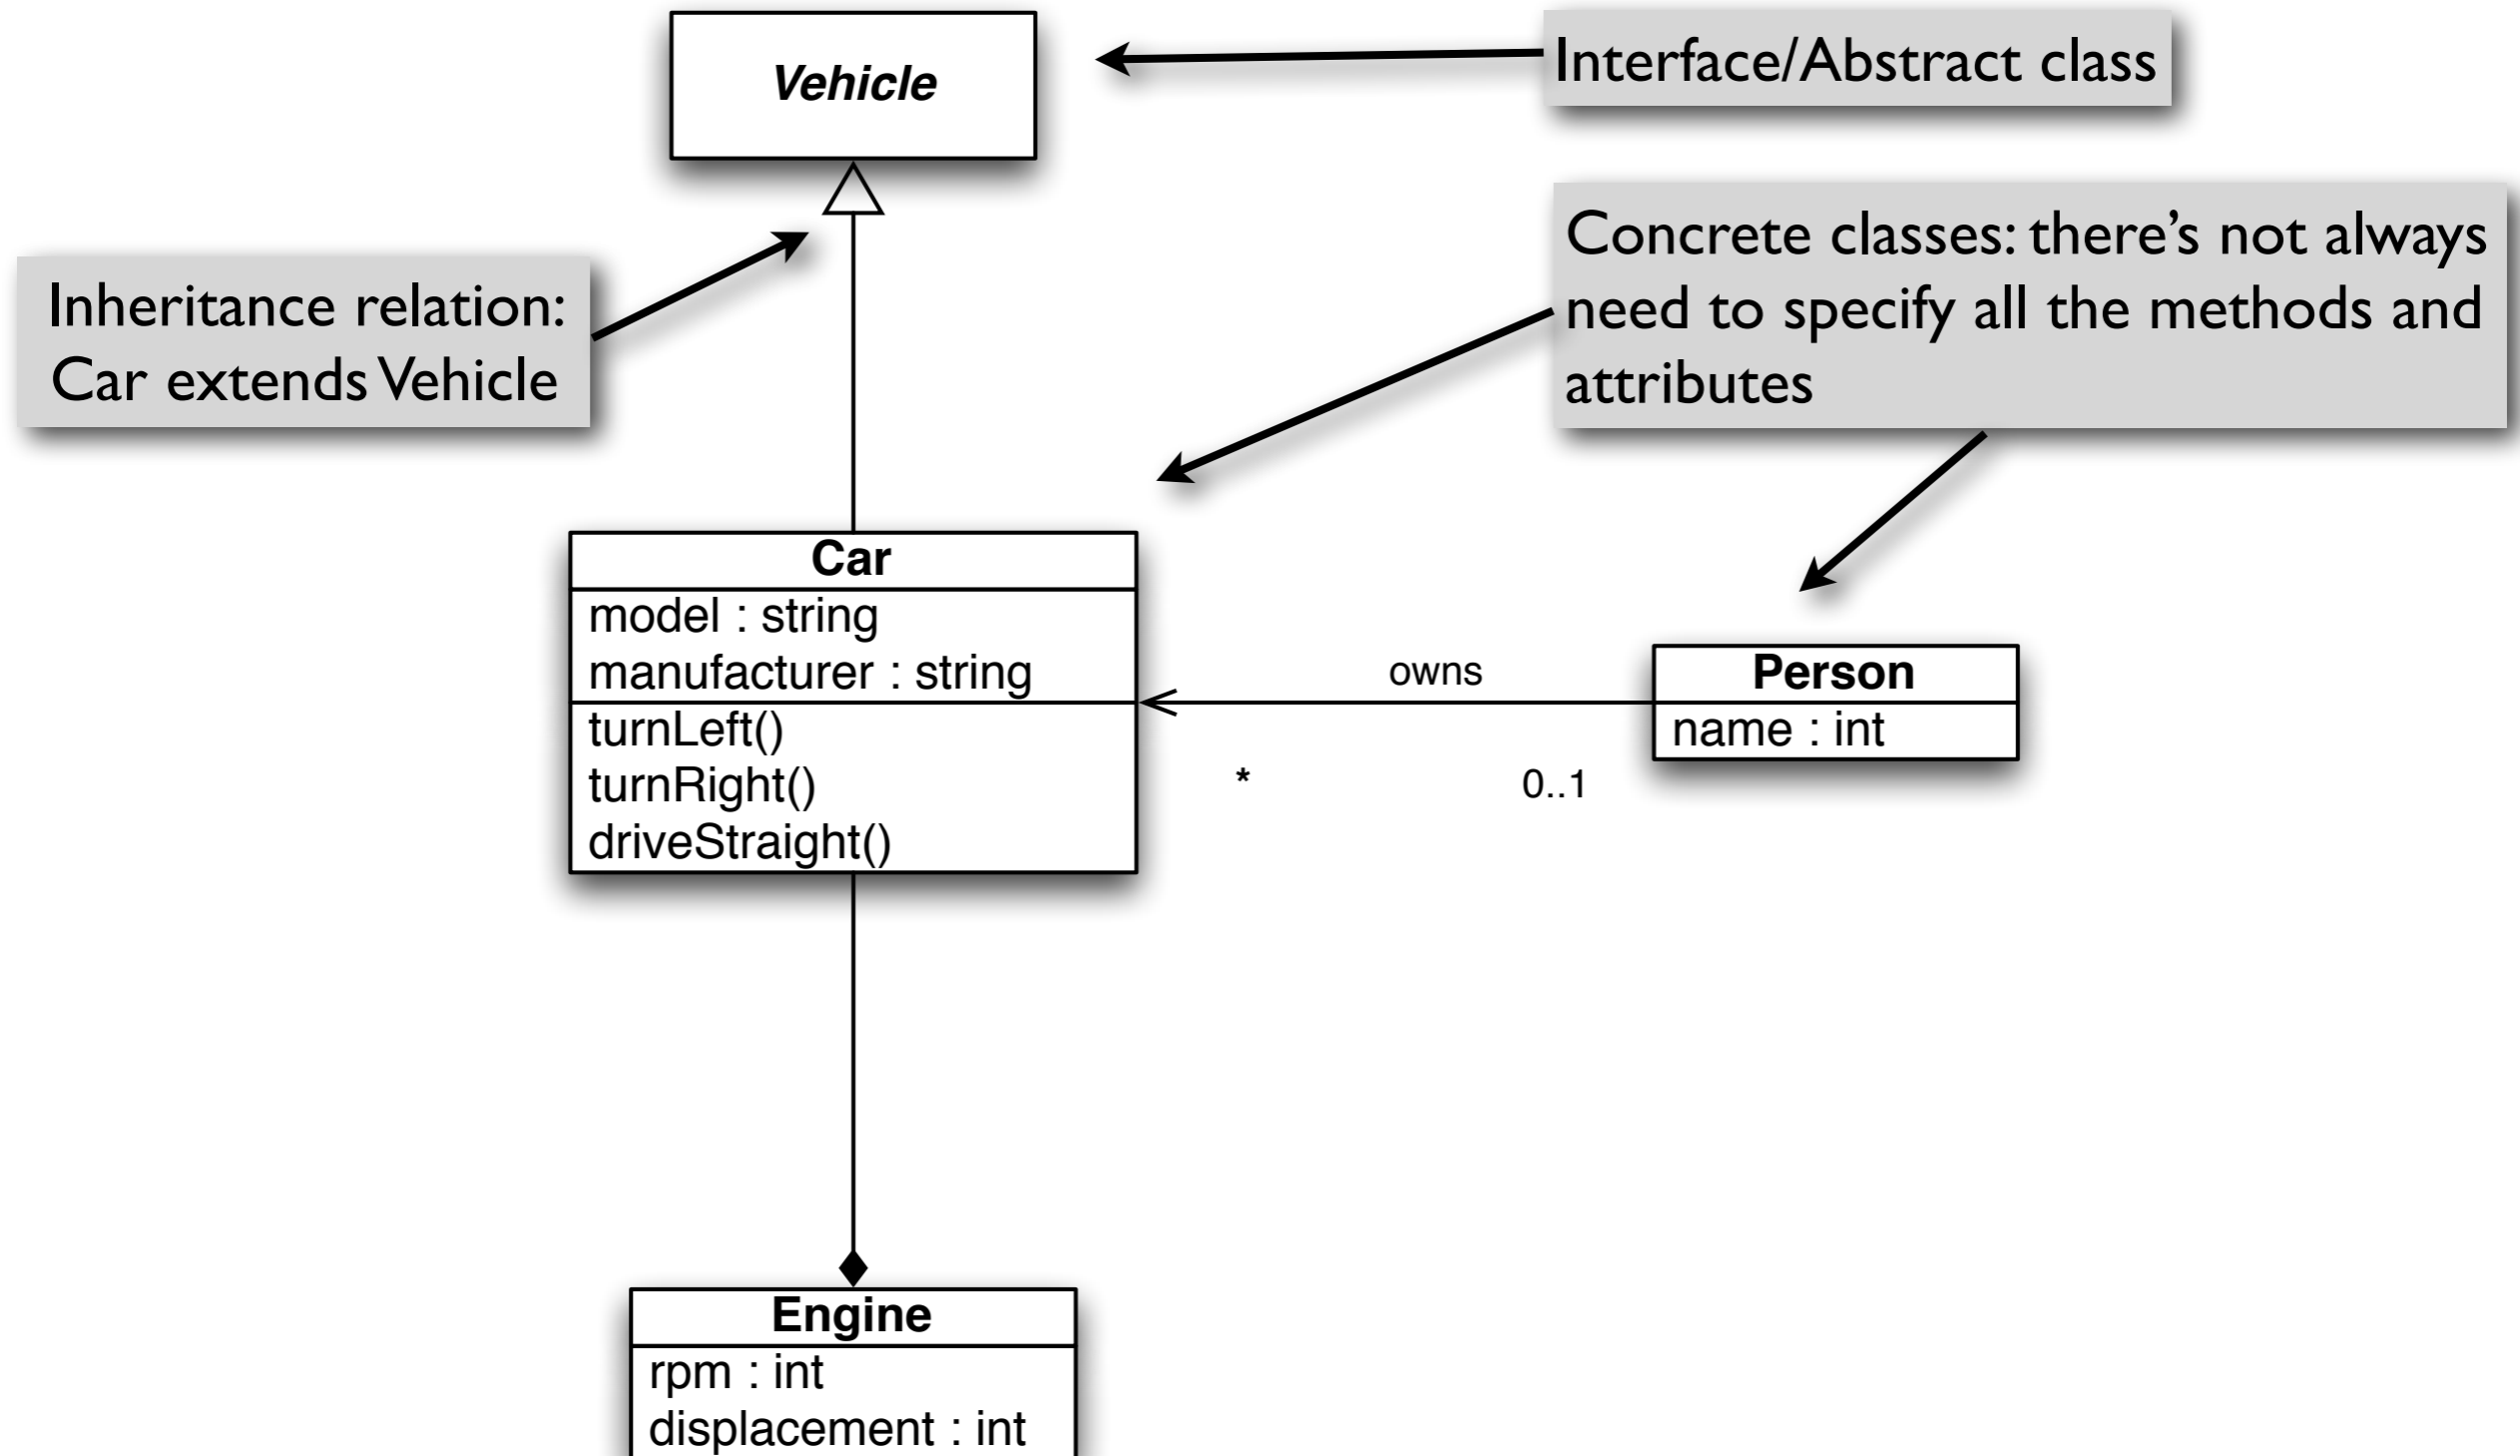 Vehicle
Interface/Abstract class
Inheritance relation:
Car extends Vehicle
Concrete classes: there’s not always
need to specify all the methods and
attributes
Car
model : string
manufacturer : string
turnLeft()
turnRight()
driveStraight()
owns
*
0..1
Person
name : int
Engine
rpm : int
displacement : int